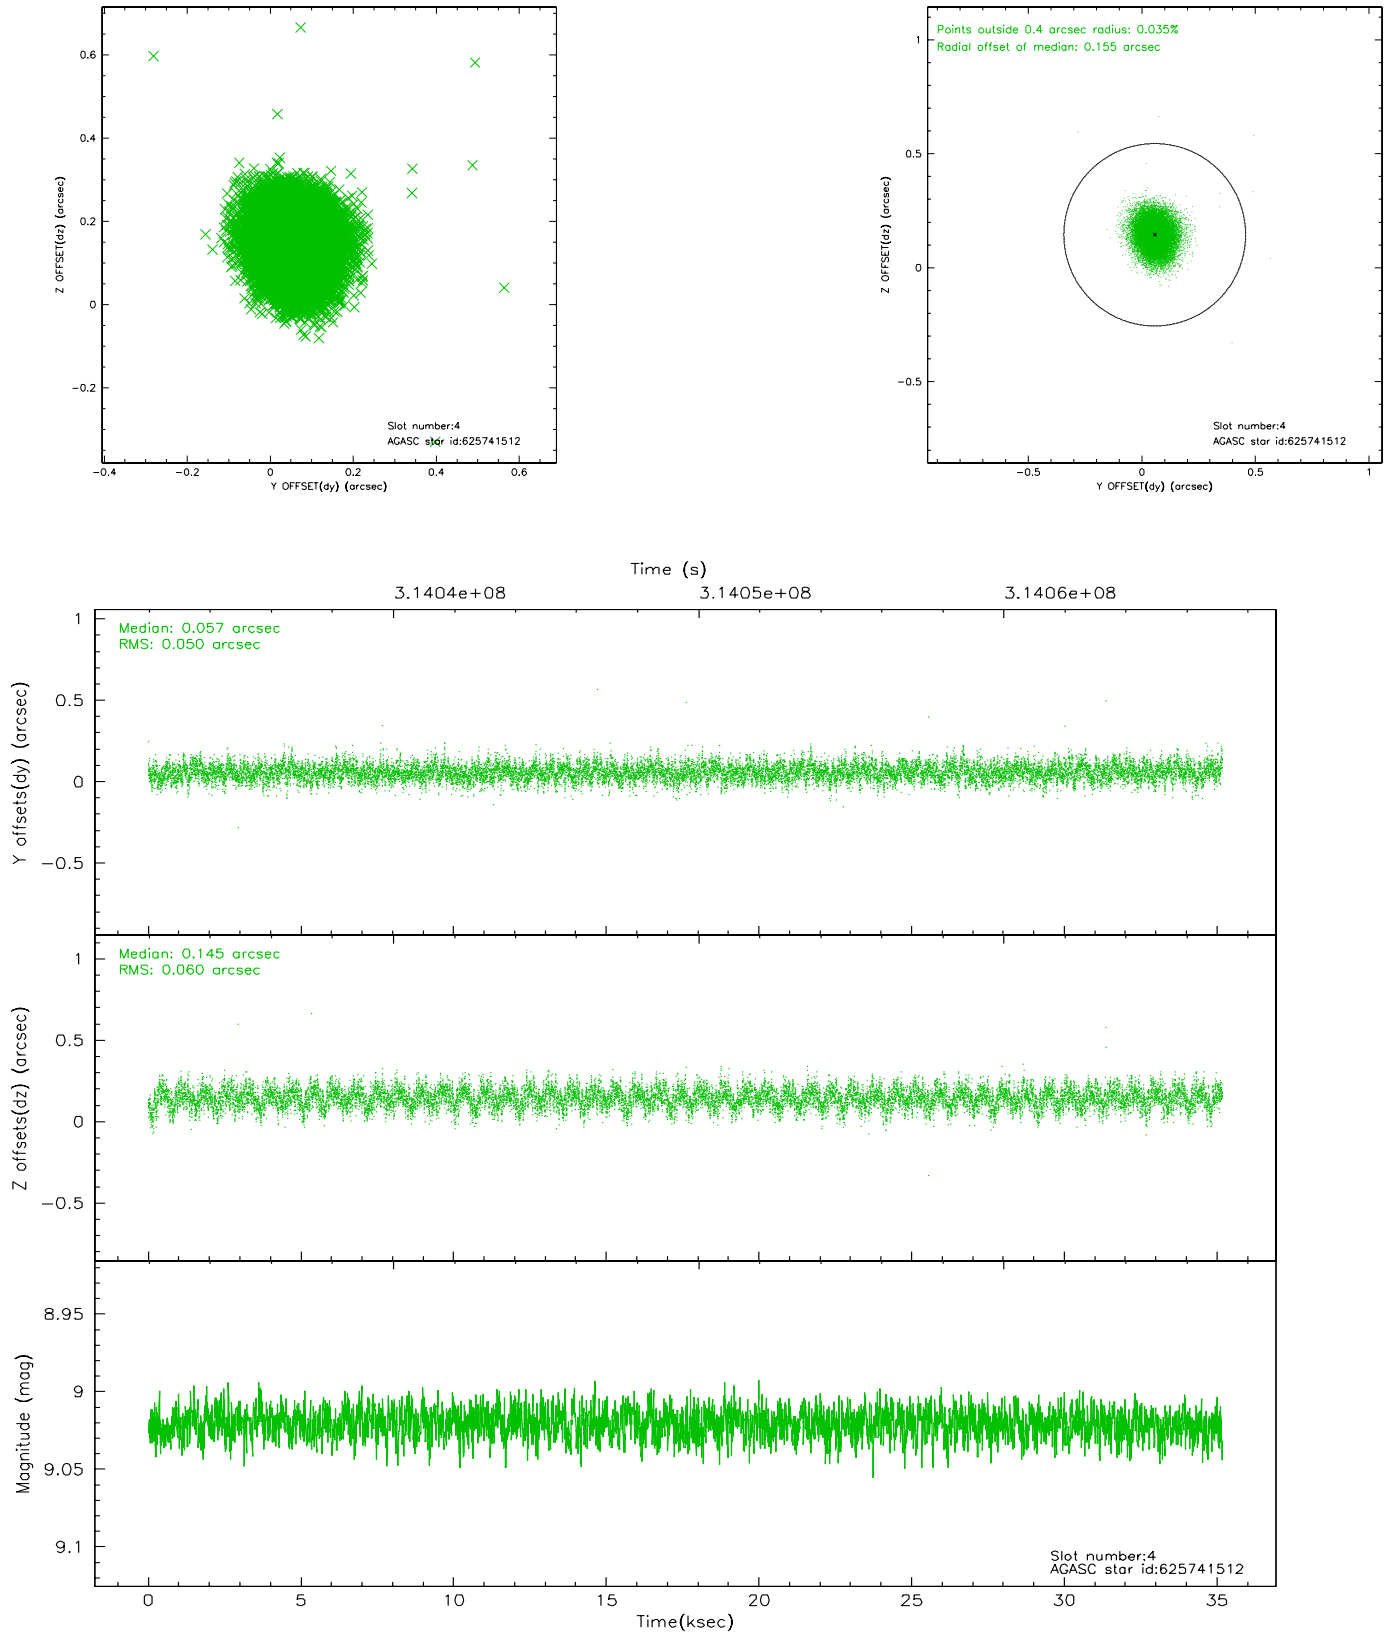 0.6
0.4
0.2
0
−0.2
−0.4
−0.2
0
0.2
0.4
0.6
Z OFFSET(dz) (arcsec)
Y OFFSET(dy) (arcsec)
Slot number:4
AGASC star id:625741512
Points outside 0.4 arcsec radius: 0.035%
Radial offset of median: 0.155 arcsec
1
0.5
0
−0.5
−0.5
0
0.5
1
Z OFFSET(dz) (arcsec)
Y OFFSET(dy) (arcsec)
Slot number:4
AGASC star id:625741512
Time (s)
3.1404e+08
3.1405e+08
3.1406e+08
Median: 0.057 arcsec
RMS: 0.050 arcsec
1
0.5
0
−0.5
Y offsets(dy) (arcsec)
Median: 0.145 arcsec
RMS: 0.060 arcsec
1
0.5
0
−0.5
Z offsets(dz) (arcsec)
8.95
9
9.05
9.1
Magnitude (mag)
Slot number:4
AGASC star id:625741512
0
5
10
15
20
25
30
35
Time(ksec)